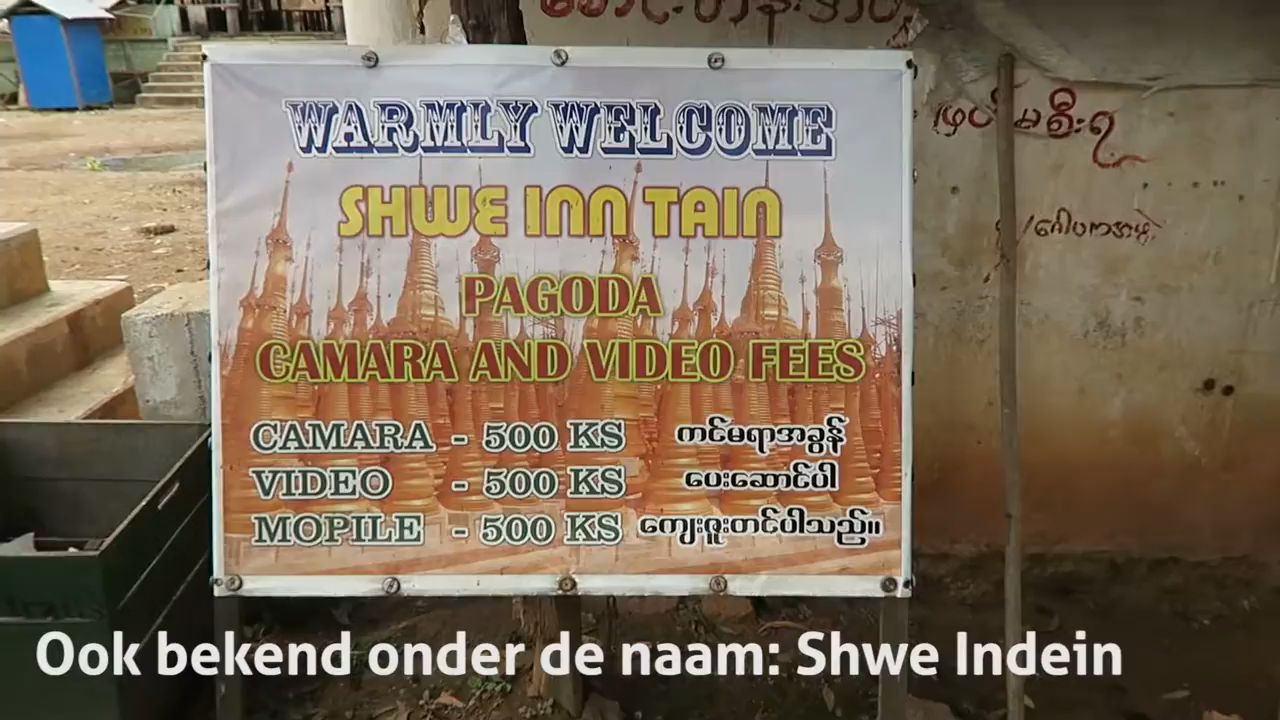 WARMLY WELCOME
SHWE INN TAIN
PAGODA
CAMARA AND VIDEO FEES
CAMARA - 500 KS ကင်မရာအခွန်
VIDEO - 500 KS ပေးဆောင်ပါ
MOPILE - 500 KS ကျေးဇူးတင်ပါသည်။
Ook bekend onder de naam: Shwe Indein